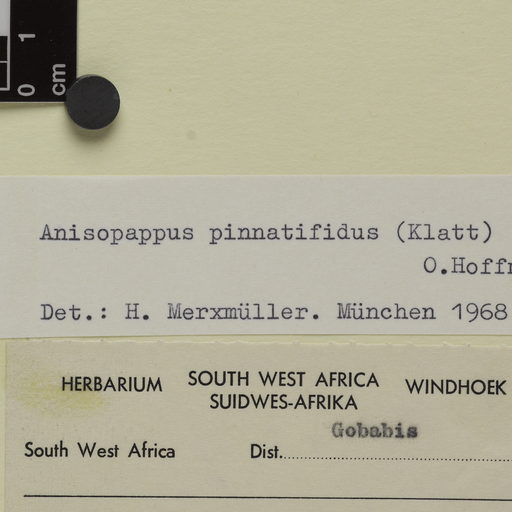 0 1
cm
Anisopappus pinnatifidus (Klatt)
O.Hoff
Det.: H. Merxmüller. München 1968
HERBARIUM SOUTH WEST AFRICA WINDHOEK
SUIDWES-AFRIKA
Gobabis
South West Africa Dist.